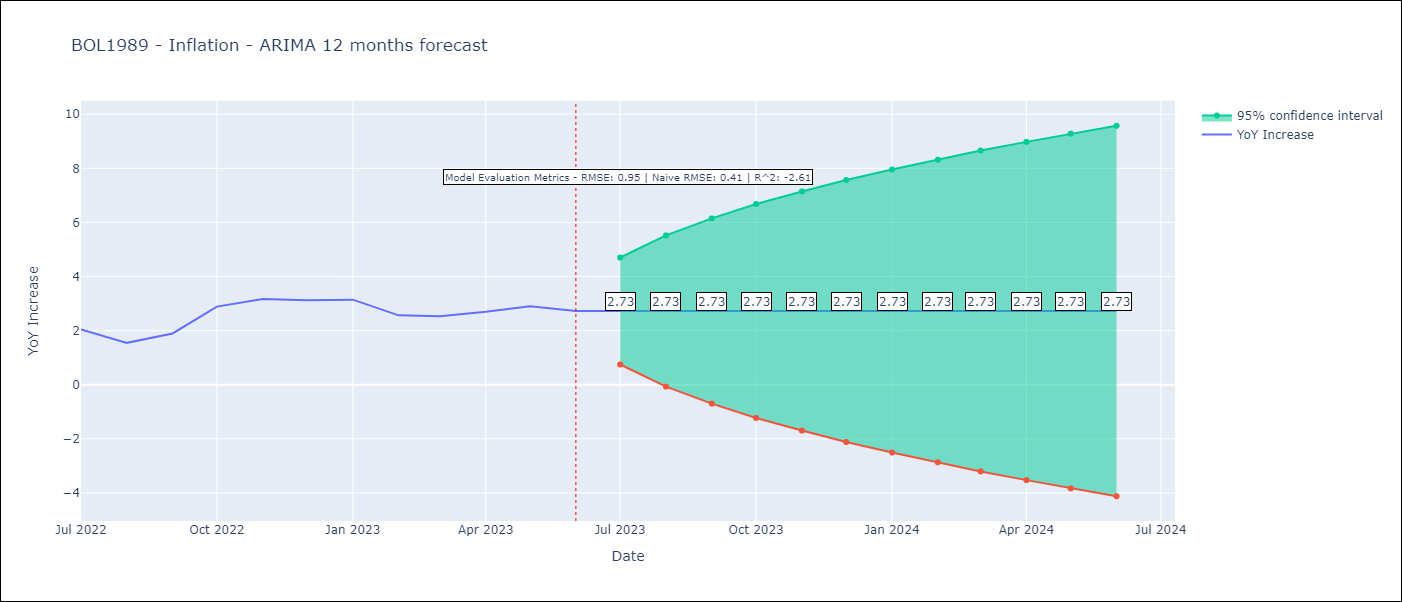 BOL1989 - Inflation - ARIMA 12 months forecast
95% confidence interval
YoY Increase
Model Evaluation Metrics - RMSE: 0.95 | Naive RMSE: 0.41 | R^2: -2.61
YoY Increase
10
8
6
4
2
0
−2
−4
2.73 2.73 2.73 2.73 2.73 2.73 2.73 2.73 2.73 2.73 2.73 2.73
Jul 2022 Oct 2022 Jan 2023 Apr 2023 Jul 2023 Oct 2023 Jan 2024 Apr 2024 Jul 2024
Date